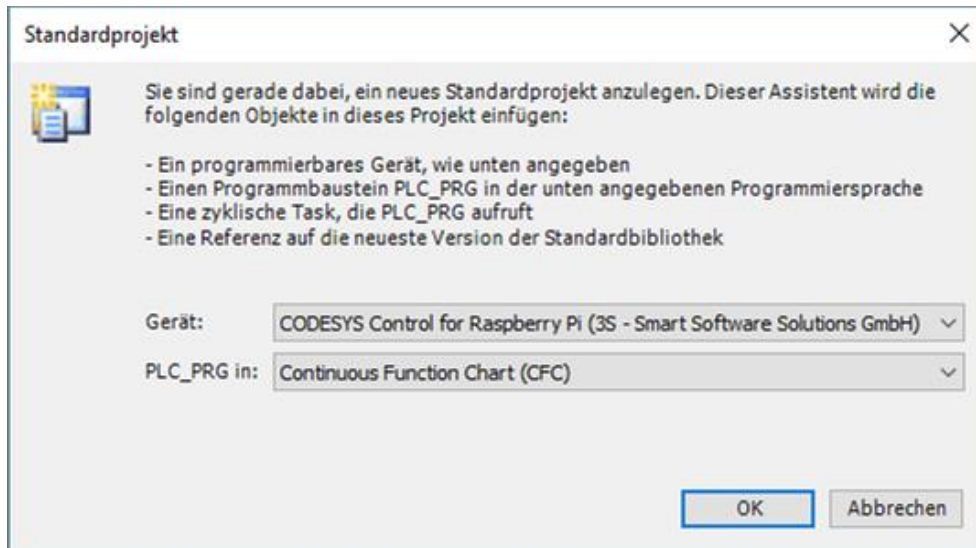 Standardprojekt
Sie sind gerade dabei, ein neues Standardprojekt anzulegen. Dieser Assistent wird die
folgenden Objekte in dieses Projekt einfügen:
- Ein programmierbares Gerät, wie unten angegeben
- Einen Programmbaustein PLC_PRG in der unten angegebenen Programmiersprache
- Eine zyklische Task, die PLC_PRG aufruft
- Eine Referenz auf die neueste Version der Standardbibliothek
Gerät: CODESYS Control for Raspberry Pi (3S - Smart Software Solutions GmbH)
PLC_PRG in: Continuous Function Chart (CFC)
OK Abbrechen